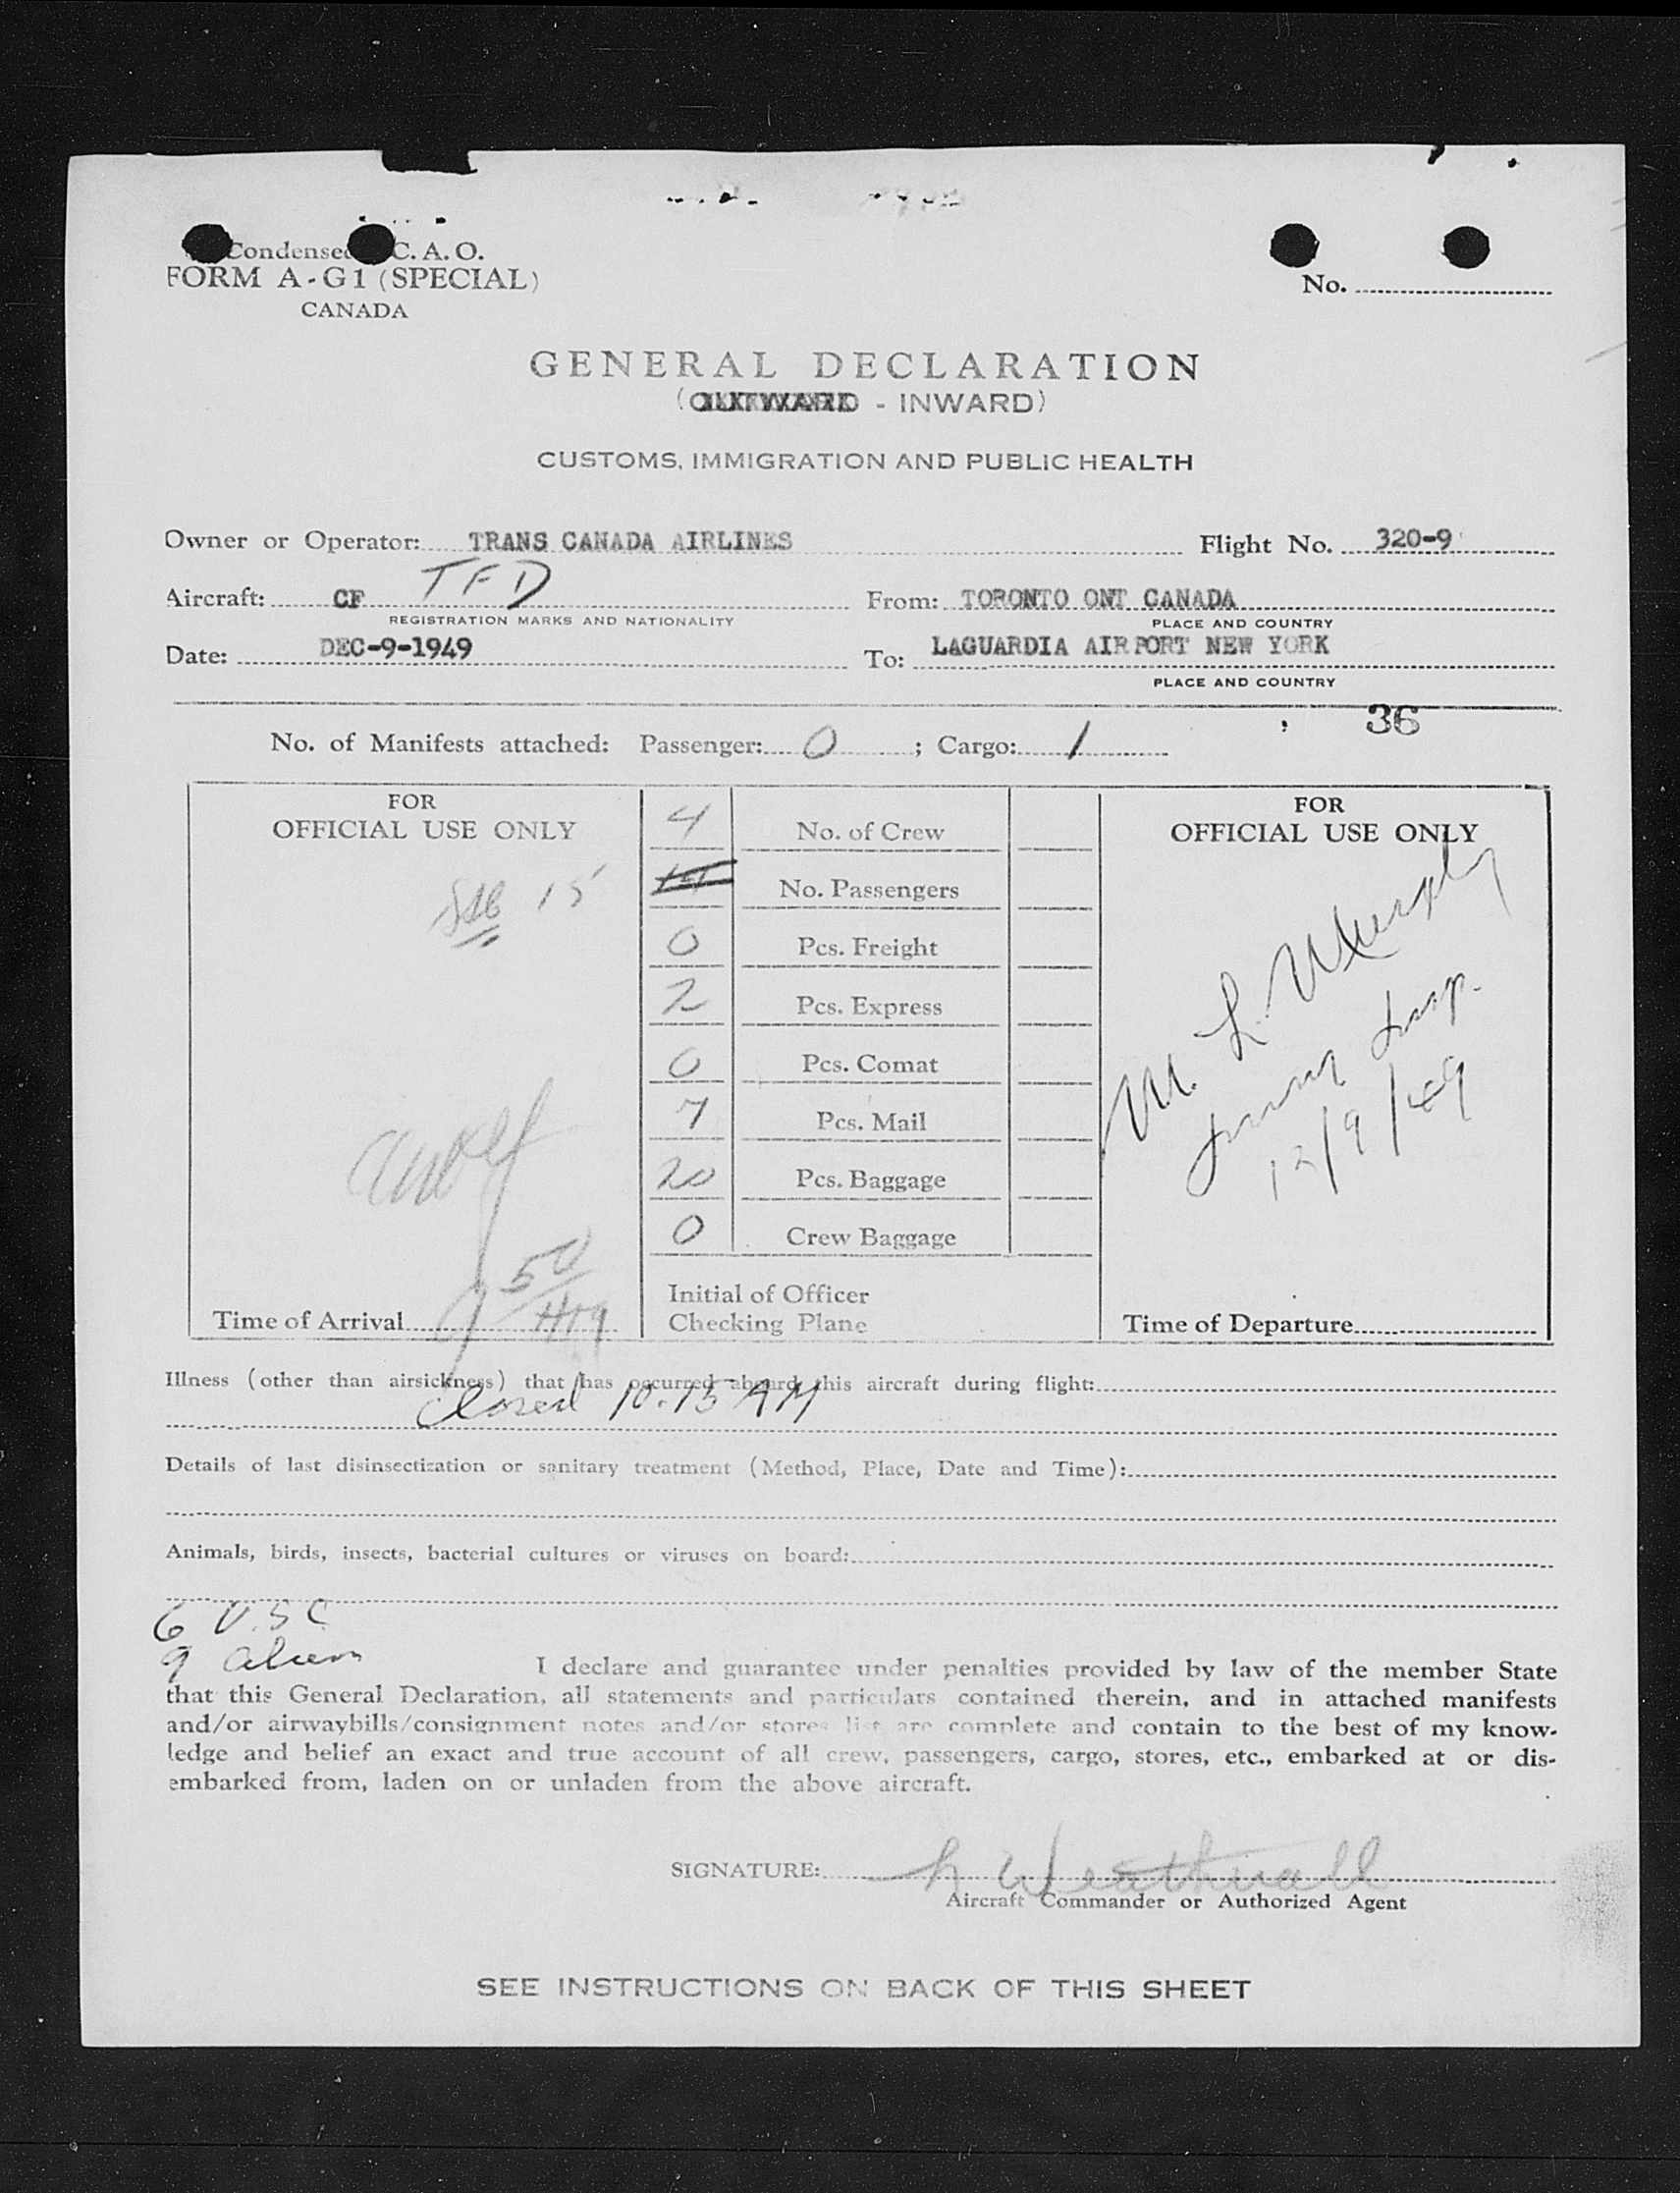 Condensed C. A. O.
FORM A-G1 (SPECIAL)
CANADA
No.
GENERAL DECLARATION
(OUTWARD - INWARD)
CUSTOMS, IMMIGRATION AND PUBLIC HEALTH
Owner or Operator: TRANS CANADA AIRLINES Flight No. 320-9
Aircraft: CF TFD From: TORONTO ONT CANADA
REGISTRATION MARKS AND NATIONALITY PLACE AND COUNTRY
Date: DEC-9-1949 To: LAGUARDIA AIRPORT NEW YORK
PLACE AND COUNTRY
36
No. of Manifests attached: Passenger: 0 ; Cargo: 1
FOR
OFFICIAL USE ONLY
15
Time of Arrival
4 No. of Crew
No. Passengers
0 Pcs. Freight
2 Pcs. Express
0 Pcs. Comat
7 Pcs. Mail
20 Pcs. Baggage
0 Crew Baggage
Initial of Officer
Checking Plane
FOR
OFFICIAL USE ONLY
M. L. Murphy
Immig Insp.
12/9/49
Time of Departure
Illness (other than airsickness) that has occurred aboard this aircraft during flight:
Closed 10.15 AM
Details of last disinsectization or sanitary treatment (Method, Place, Date and Time):
Animals, birds, insects, bacterial cultures or viruses on board:
6 U.S.C
9 alien
I declare and guarantee under penalties provided by law of the member State
that this General Declaration, all statements and particulars contained therein, and in attached manifests
and/or airwaybills/consignment notes and/or stores list are complete and contain to the best of my know-
ledge and belief an exact and true account of all crew, passengers, cargo, stores, etc., embarked at or dis-
embarked from, laden on or unladen from the above aircraft.
SIGNATURE:
Aircraft Commander or Authorized Agent
SEE INSTRUCTIONS ON BACK OF THIS SHEET